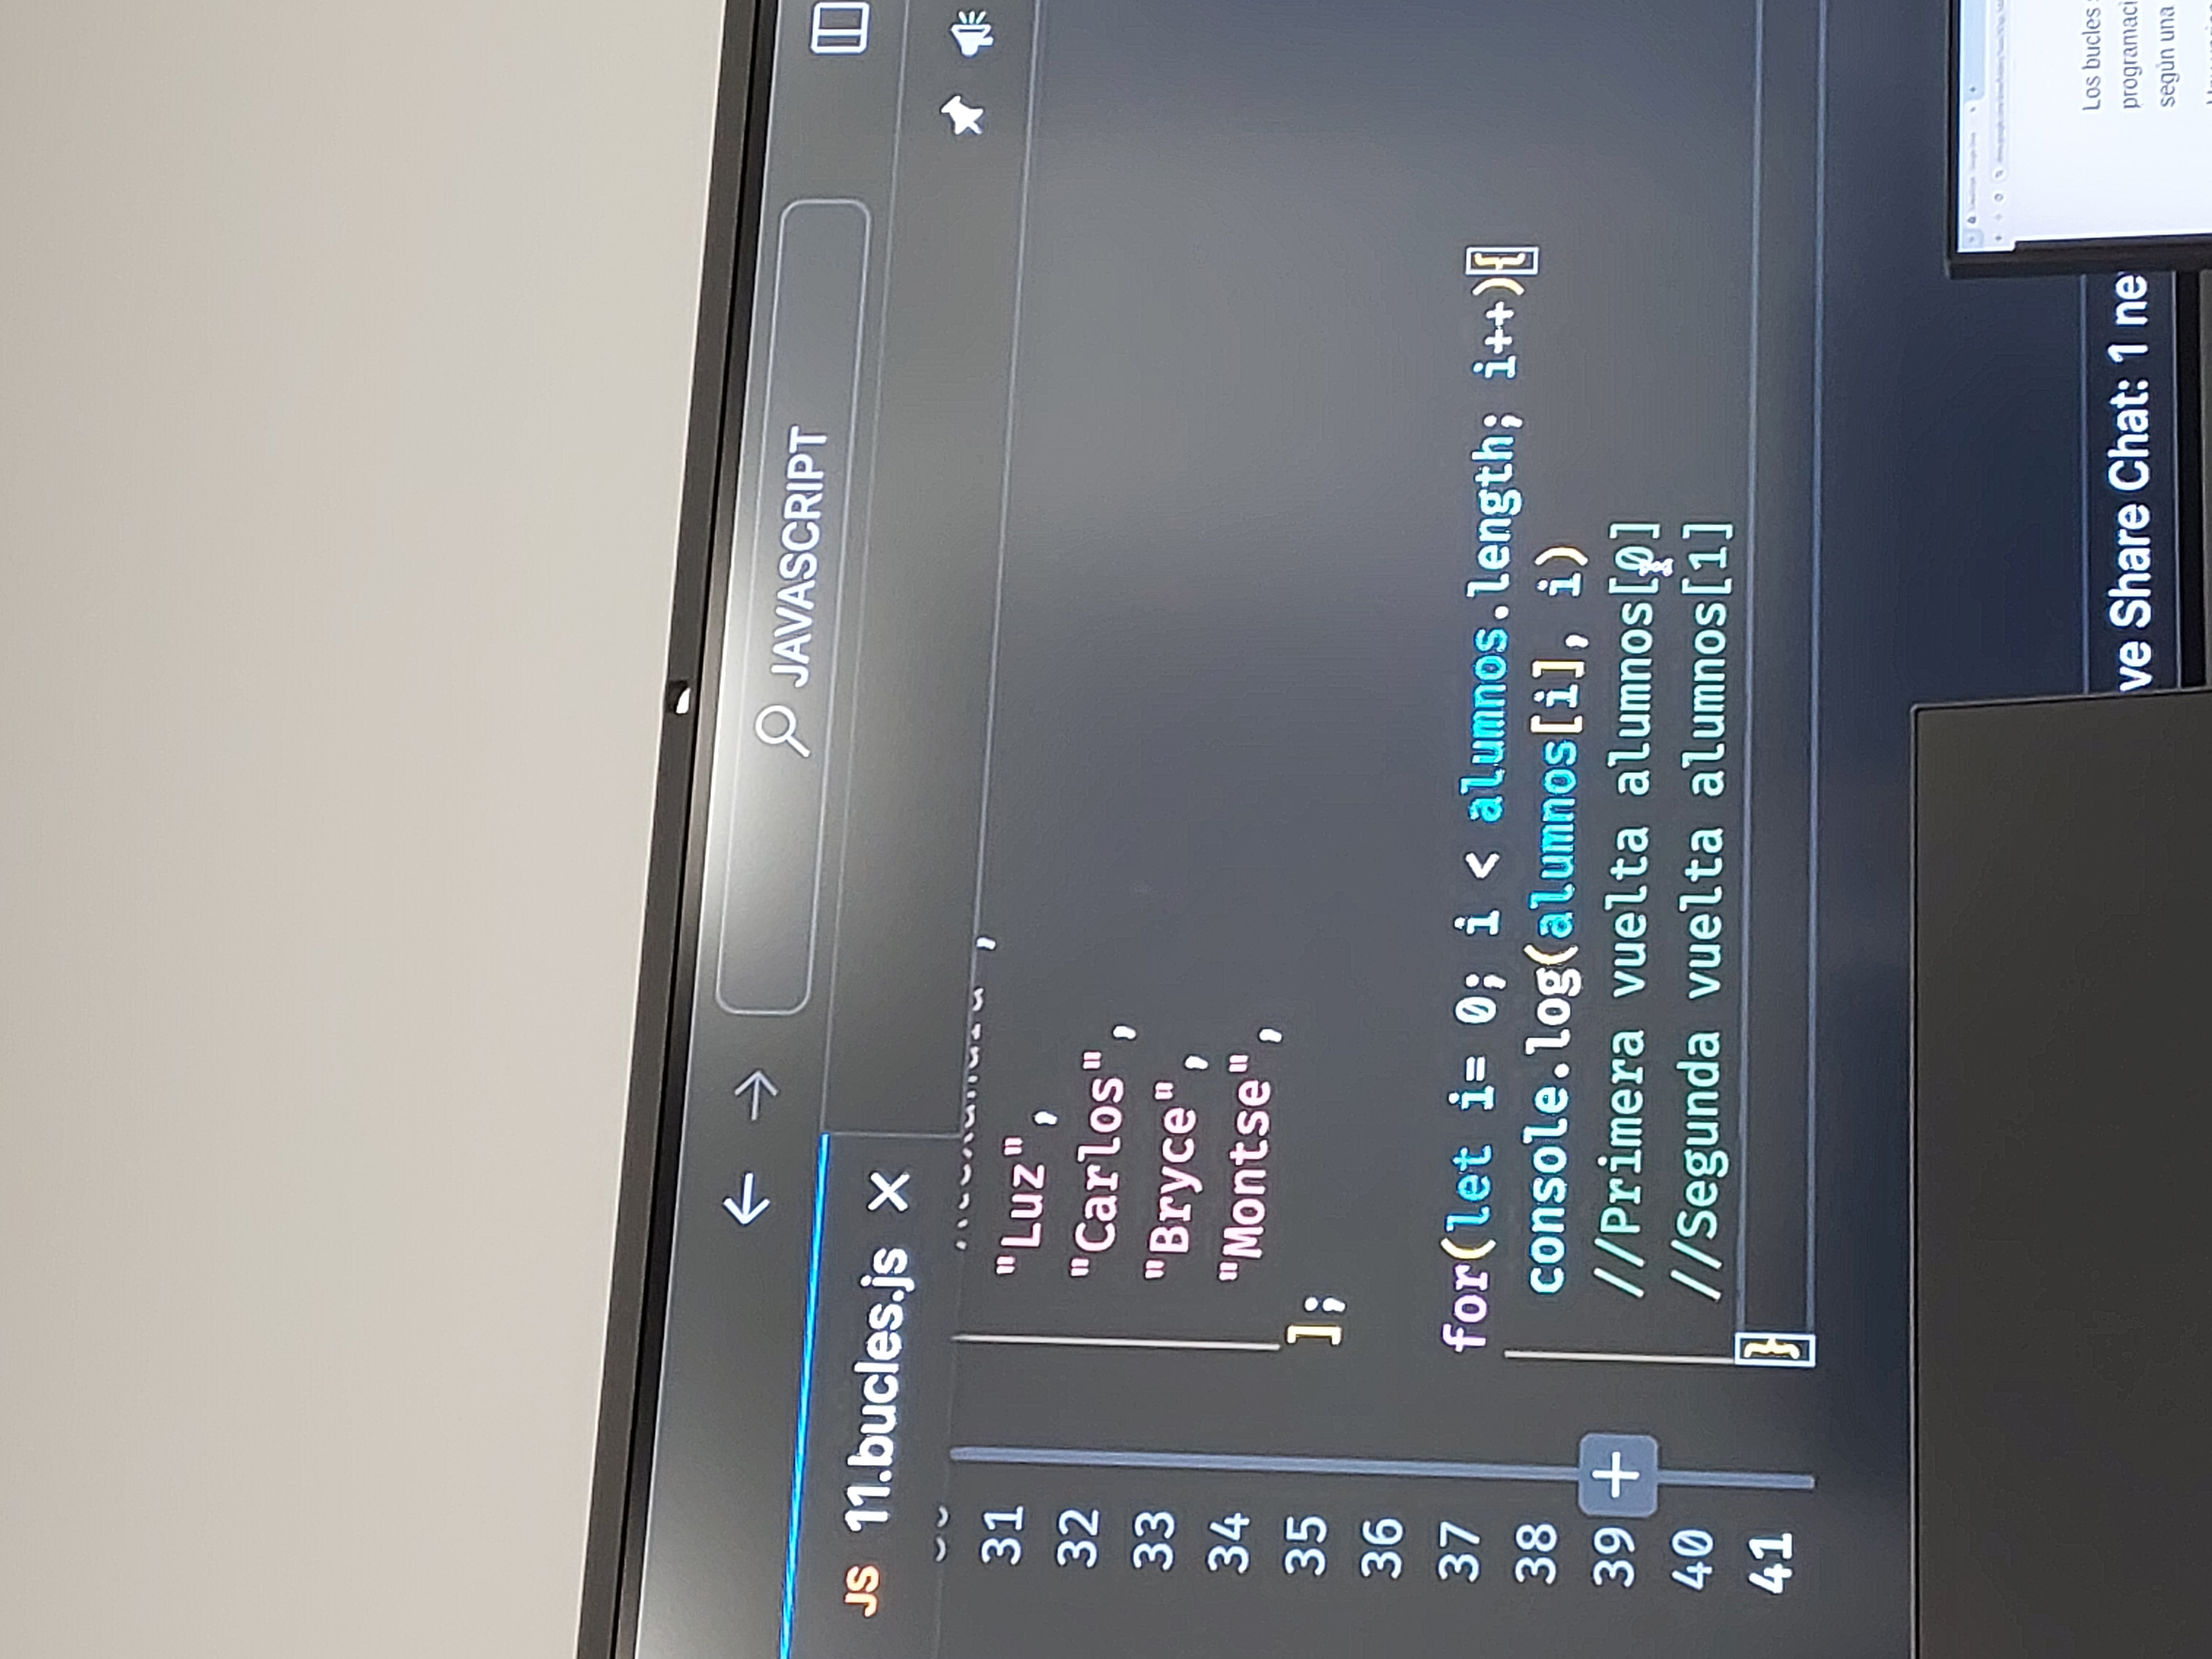 JAVASCRIPT
JS 11.bucles.js
31 "Luz",
32 "Carlos",
33 "Bryce",
34 "Montse",
35 ];
36
37 for(let i= 0; i < alumnos.length; i++){
38 console.log(alumnos[i], i)
39 //Primera vuelta alumnos[0]
40 //Segunda vuelta alumnos[1]
41 }
ve Share Chat: 1 ne
Los bucles
programaci
según una